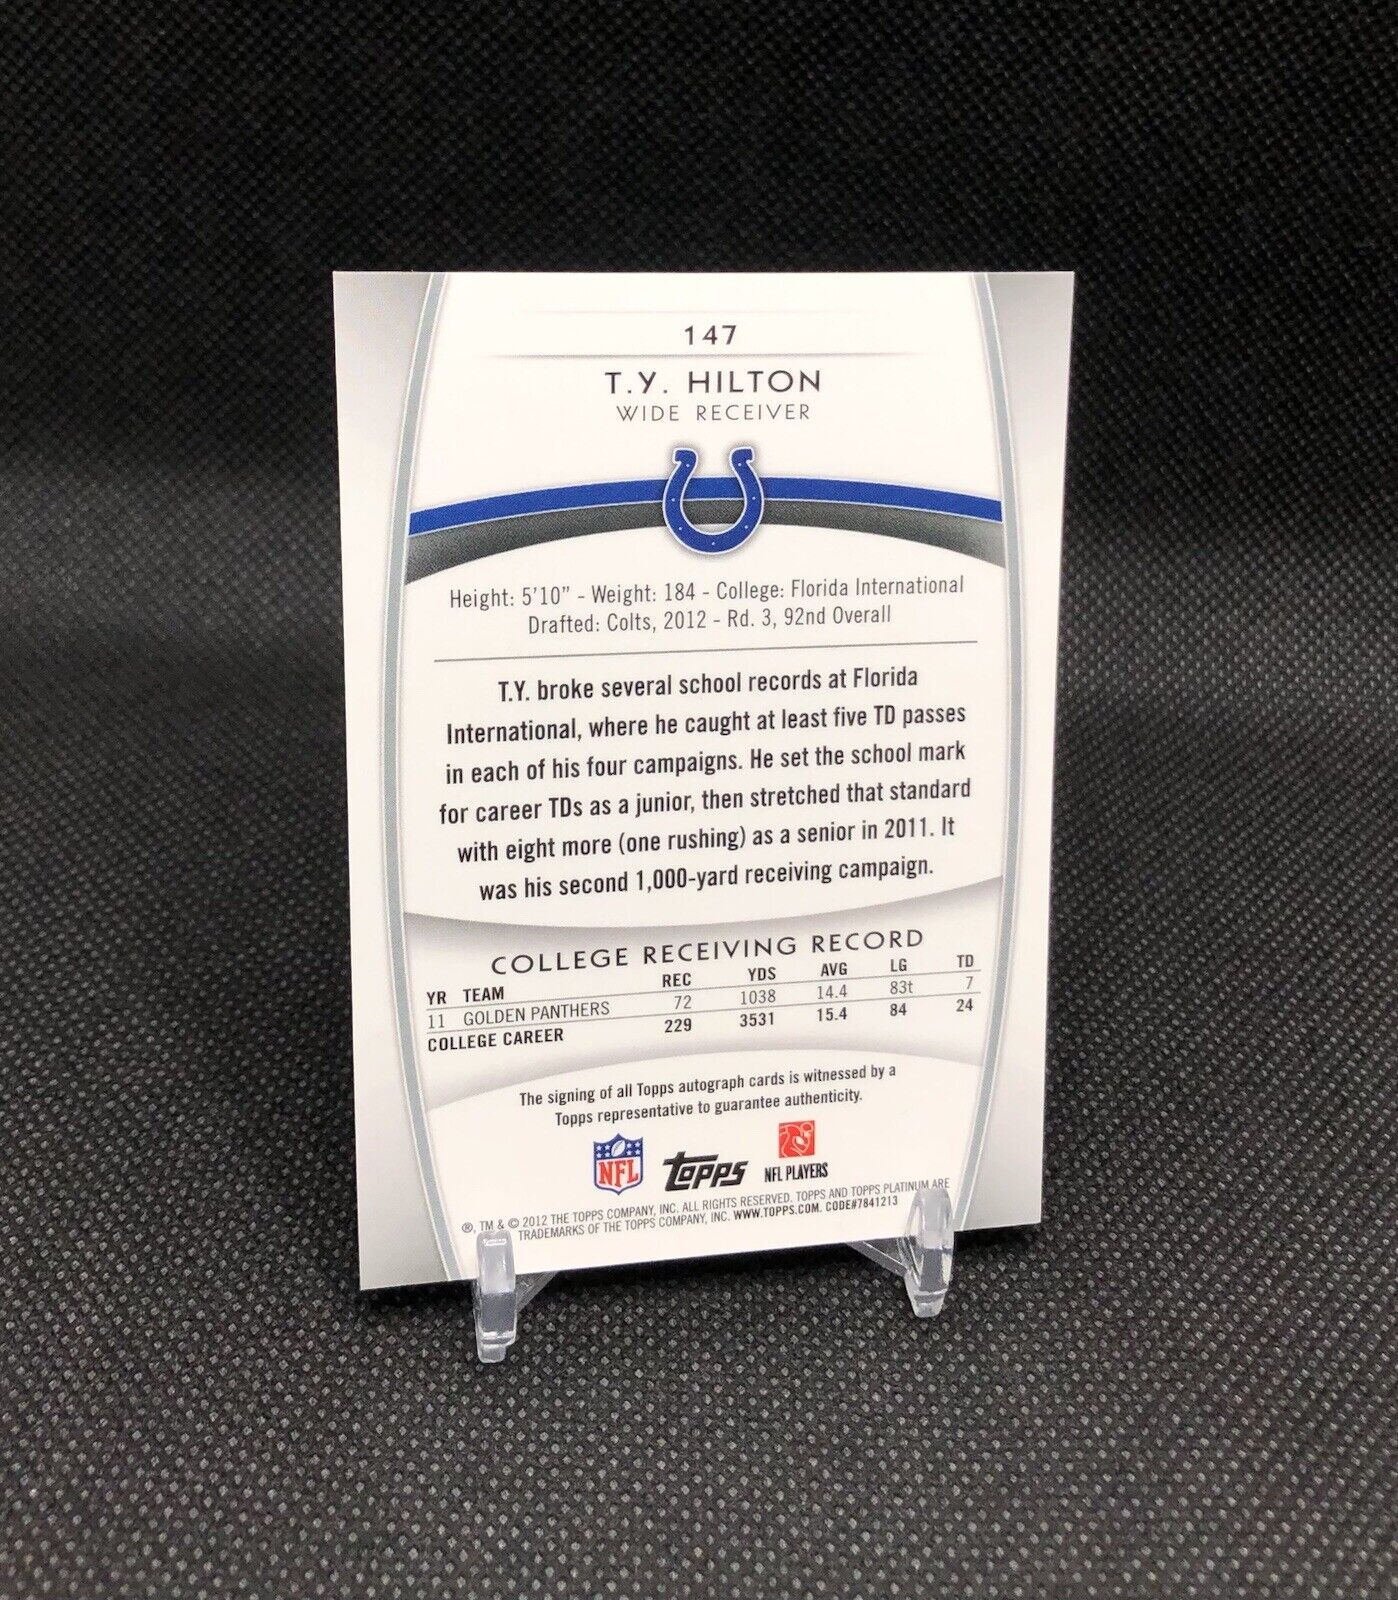 147
T.Y. HILTON
WIDE RECEIVER
Height: 5'10" - Weight: 184 - College: Florida International
Drafted: Colts, 2012 - Rd. 3, 92nd Overall
T.Y. broke several school records at Florida
International, where he caught at least five TD passes
in each of his four campaigns. He set the school mark
for career TDs as a junior, then stretched that standard
with eight more (one rushing) as a senior in 2011. It
was his second 1,000-yard receiving campaign.
COLLEGE RECEIVING RECORD
YR TEAM REC YDS AVG LG TD
11 GOLDEN PANTHERS 72 1038 14.4 83t 7
COLLEGE CAREER 229 3531 15.4 84 24
The signing of all Topps autograph cards is witnessed by a
Topps representative to guarantee authenticity.
NFL Topps NFL PLAYERS
®, TM & © 2012 THE TOPPS COMPANY, INC. ALL RIGHTS RESERVED. TOPPS AND TOPPS PLATINUM ARE
TRADEMARKS OF THE TOPPS COMPANY, INC. WWW.TOPPS.COM. CODE#7841213